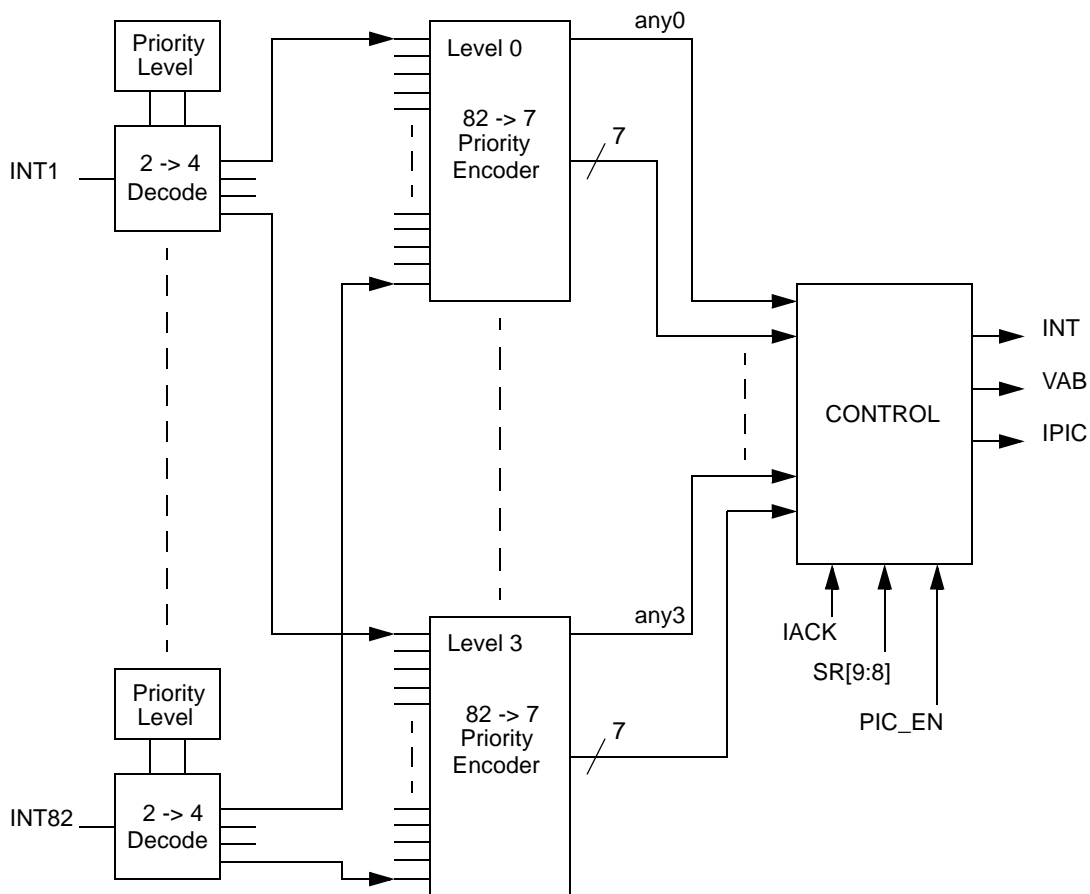 Priority
Level
INT1
2 -> 4
Decode
Level 0
82 -> 7
Priority
Encoder
any0
7
CONTROL
INT
VAB
IPIC
IACK
SR[9:8]
PIC_EN
Priority
Level
INT82
2 -> 4
Decode
Level 3
82 -> 7
Priority
Encoder
any3
7